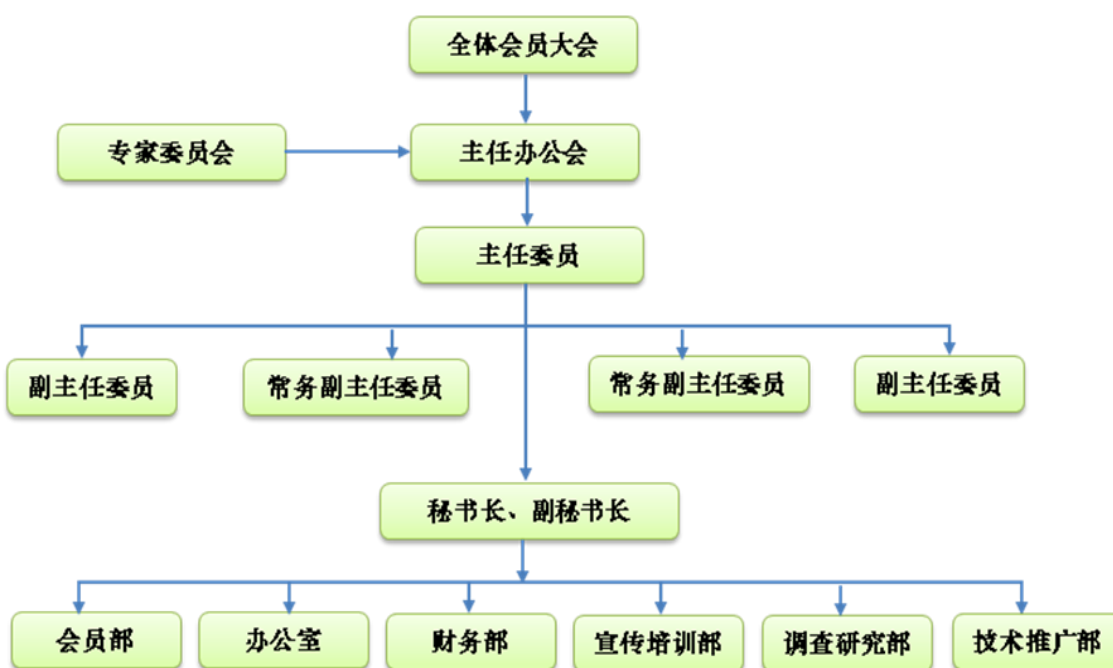 全体会员大会
专家委员会
主任办公会
主任委员
副主任委员
常务副主任委员
常务副主任委员
副主任委员
秘书长、副秘书长
会员部
办公室
财务部
宣传培训部
调查研究部
技术推广部